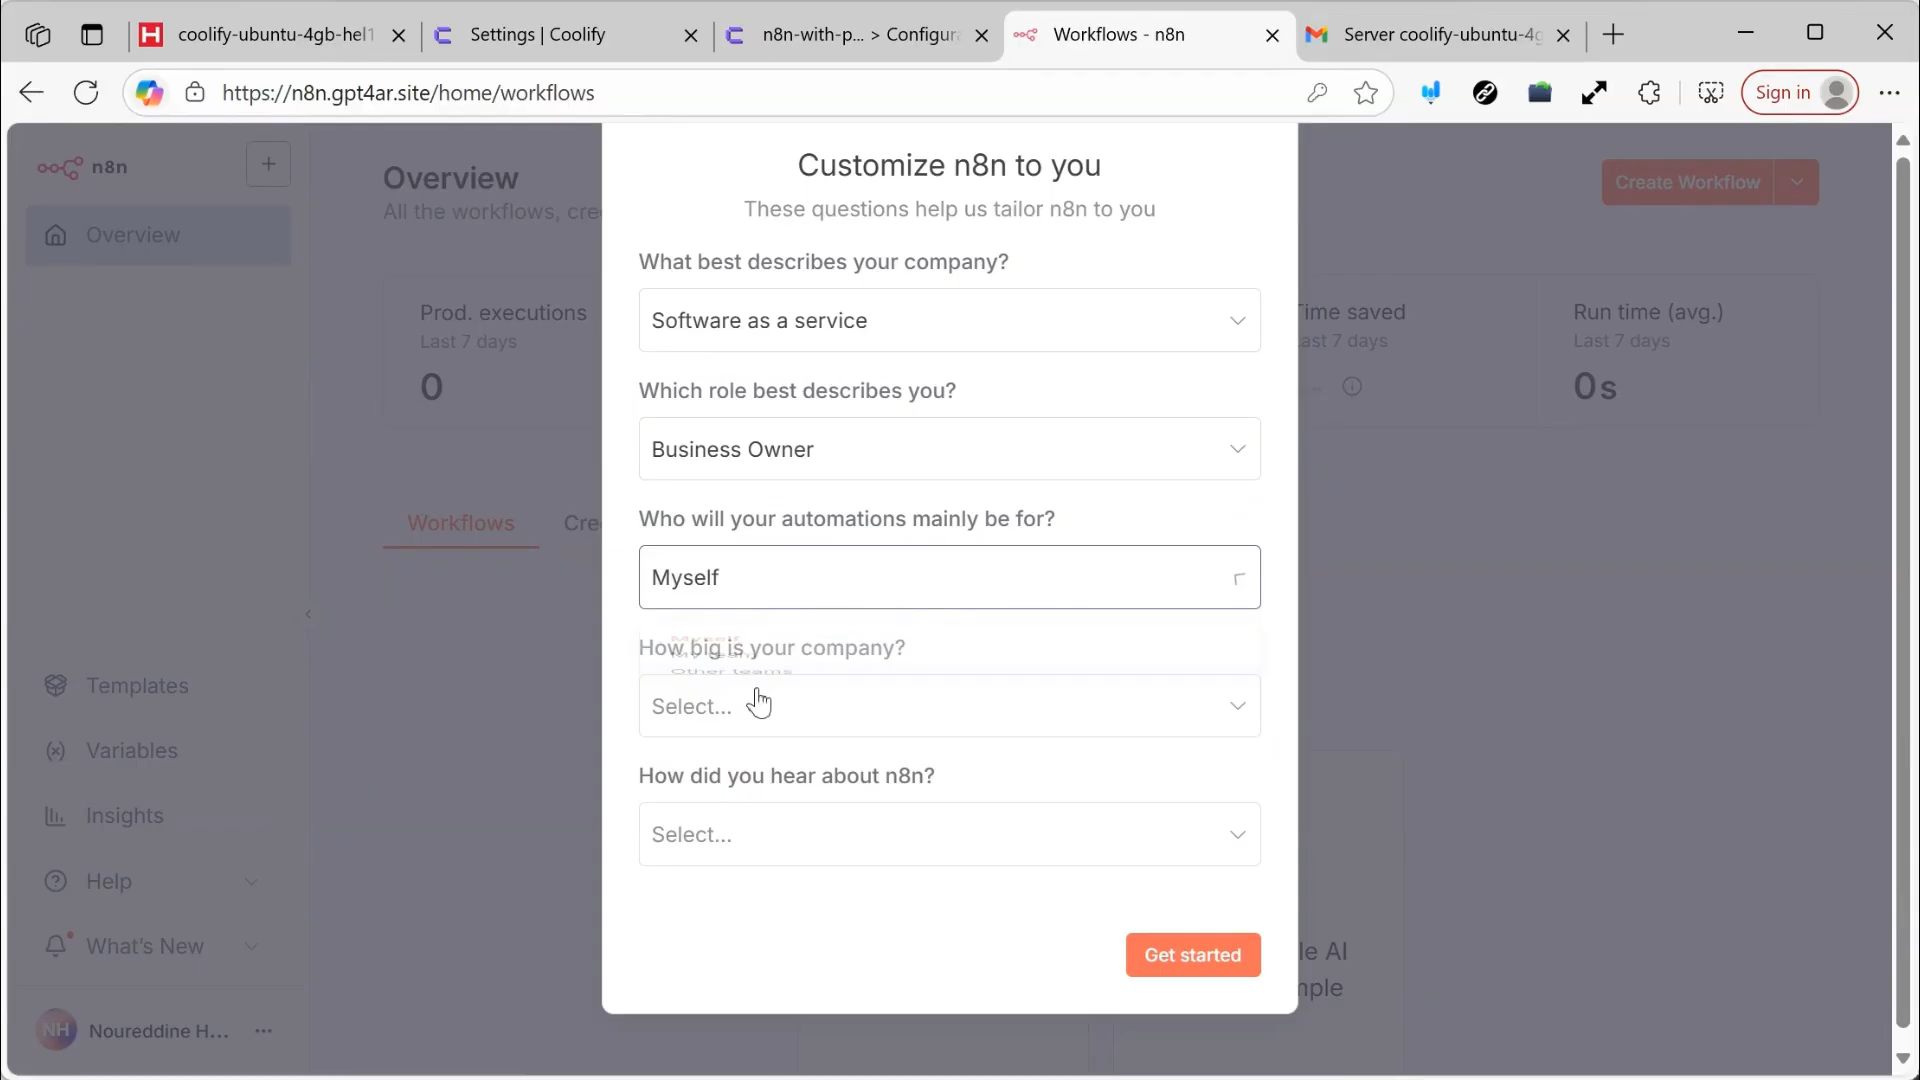 coolify-ubuntu-4gb-hel1
Settings | Coolify
n8n-with-p... > Configura
Workflows - n8n
Server coolify-ubuntu-4g
https://n8n.gpt4ar.site/home/workflows
Sign in
n8n
Overview
Templates
Variables
Insights
Help
What's New
NH
Noureddine H...
Overview
All the workflows, cre
Create Workflow
Prod. executions
Last 7 days
0
Time saved
Last 7 days
Run time (avg.)
Last 7 days
0s
Workflows
Cre
Customize n8n to you
These questions help us tailor n8n to you
What best describes your company?
Software as a service
Which role best describes you?
Business Owner
Who will your automations mainly be for?
Myself
Myself
My team
Other teams
How big is your company?
Select...
How did you hear about n8n?
Select...
Get started
le AI
mple